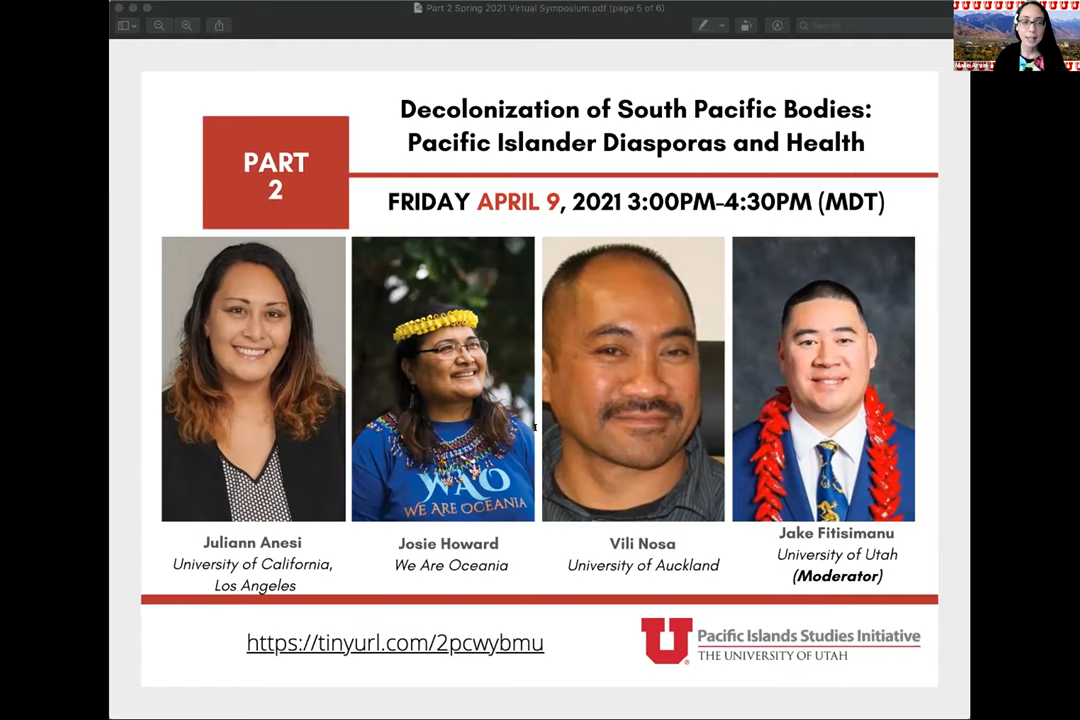 Part 2 Spring 2021 Virtual Symposium.pdf (page 5 of 6)
Search
Decolonization of South Pacific Bodies:
Pacific Islander Diasporas and Health
PART
2
FRIDAY APRIL 9, 2021 3:00PM-4:30PM (MDT)
WAO
WE ARE OCEANIA
Juliann Anesi
University of California,
Los Angeles
Josie Howard
We Are Oceania
Vili Nosa
University of Auckland
Jake Fitisimanu
University of Utah
(Moderator)
https://tinyurl.com/2pcwybmu
U
Pacific Islands Studies Initiative
THE UNIVERSITY OF UTAH